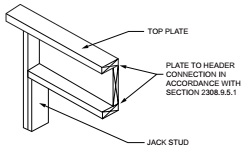 TOP PLATE
PLATE TO HEADER
CONNECTION IN
ACCORDANCE WITH
SECTION 2308.9.5.1
JACK STUD